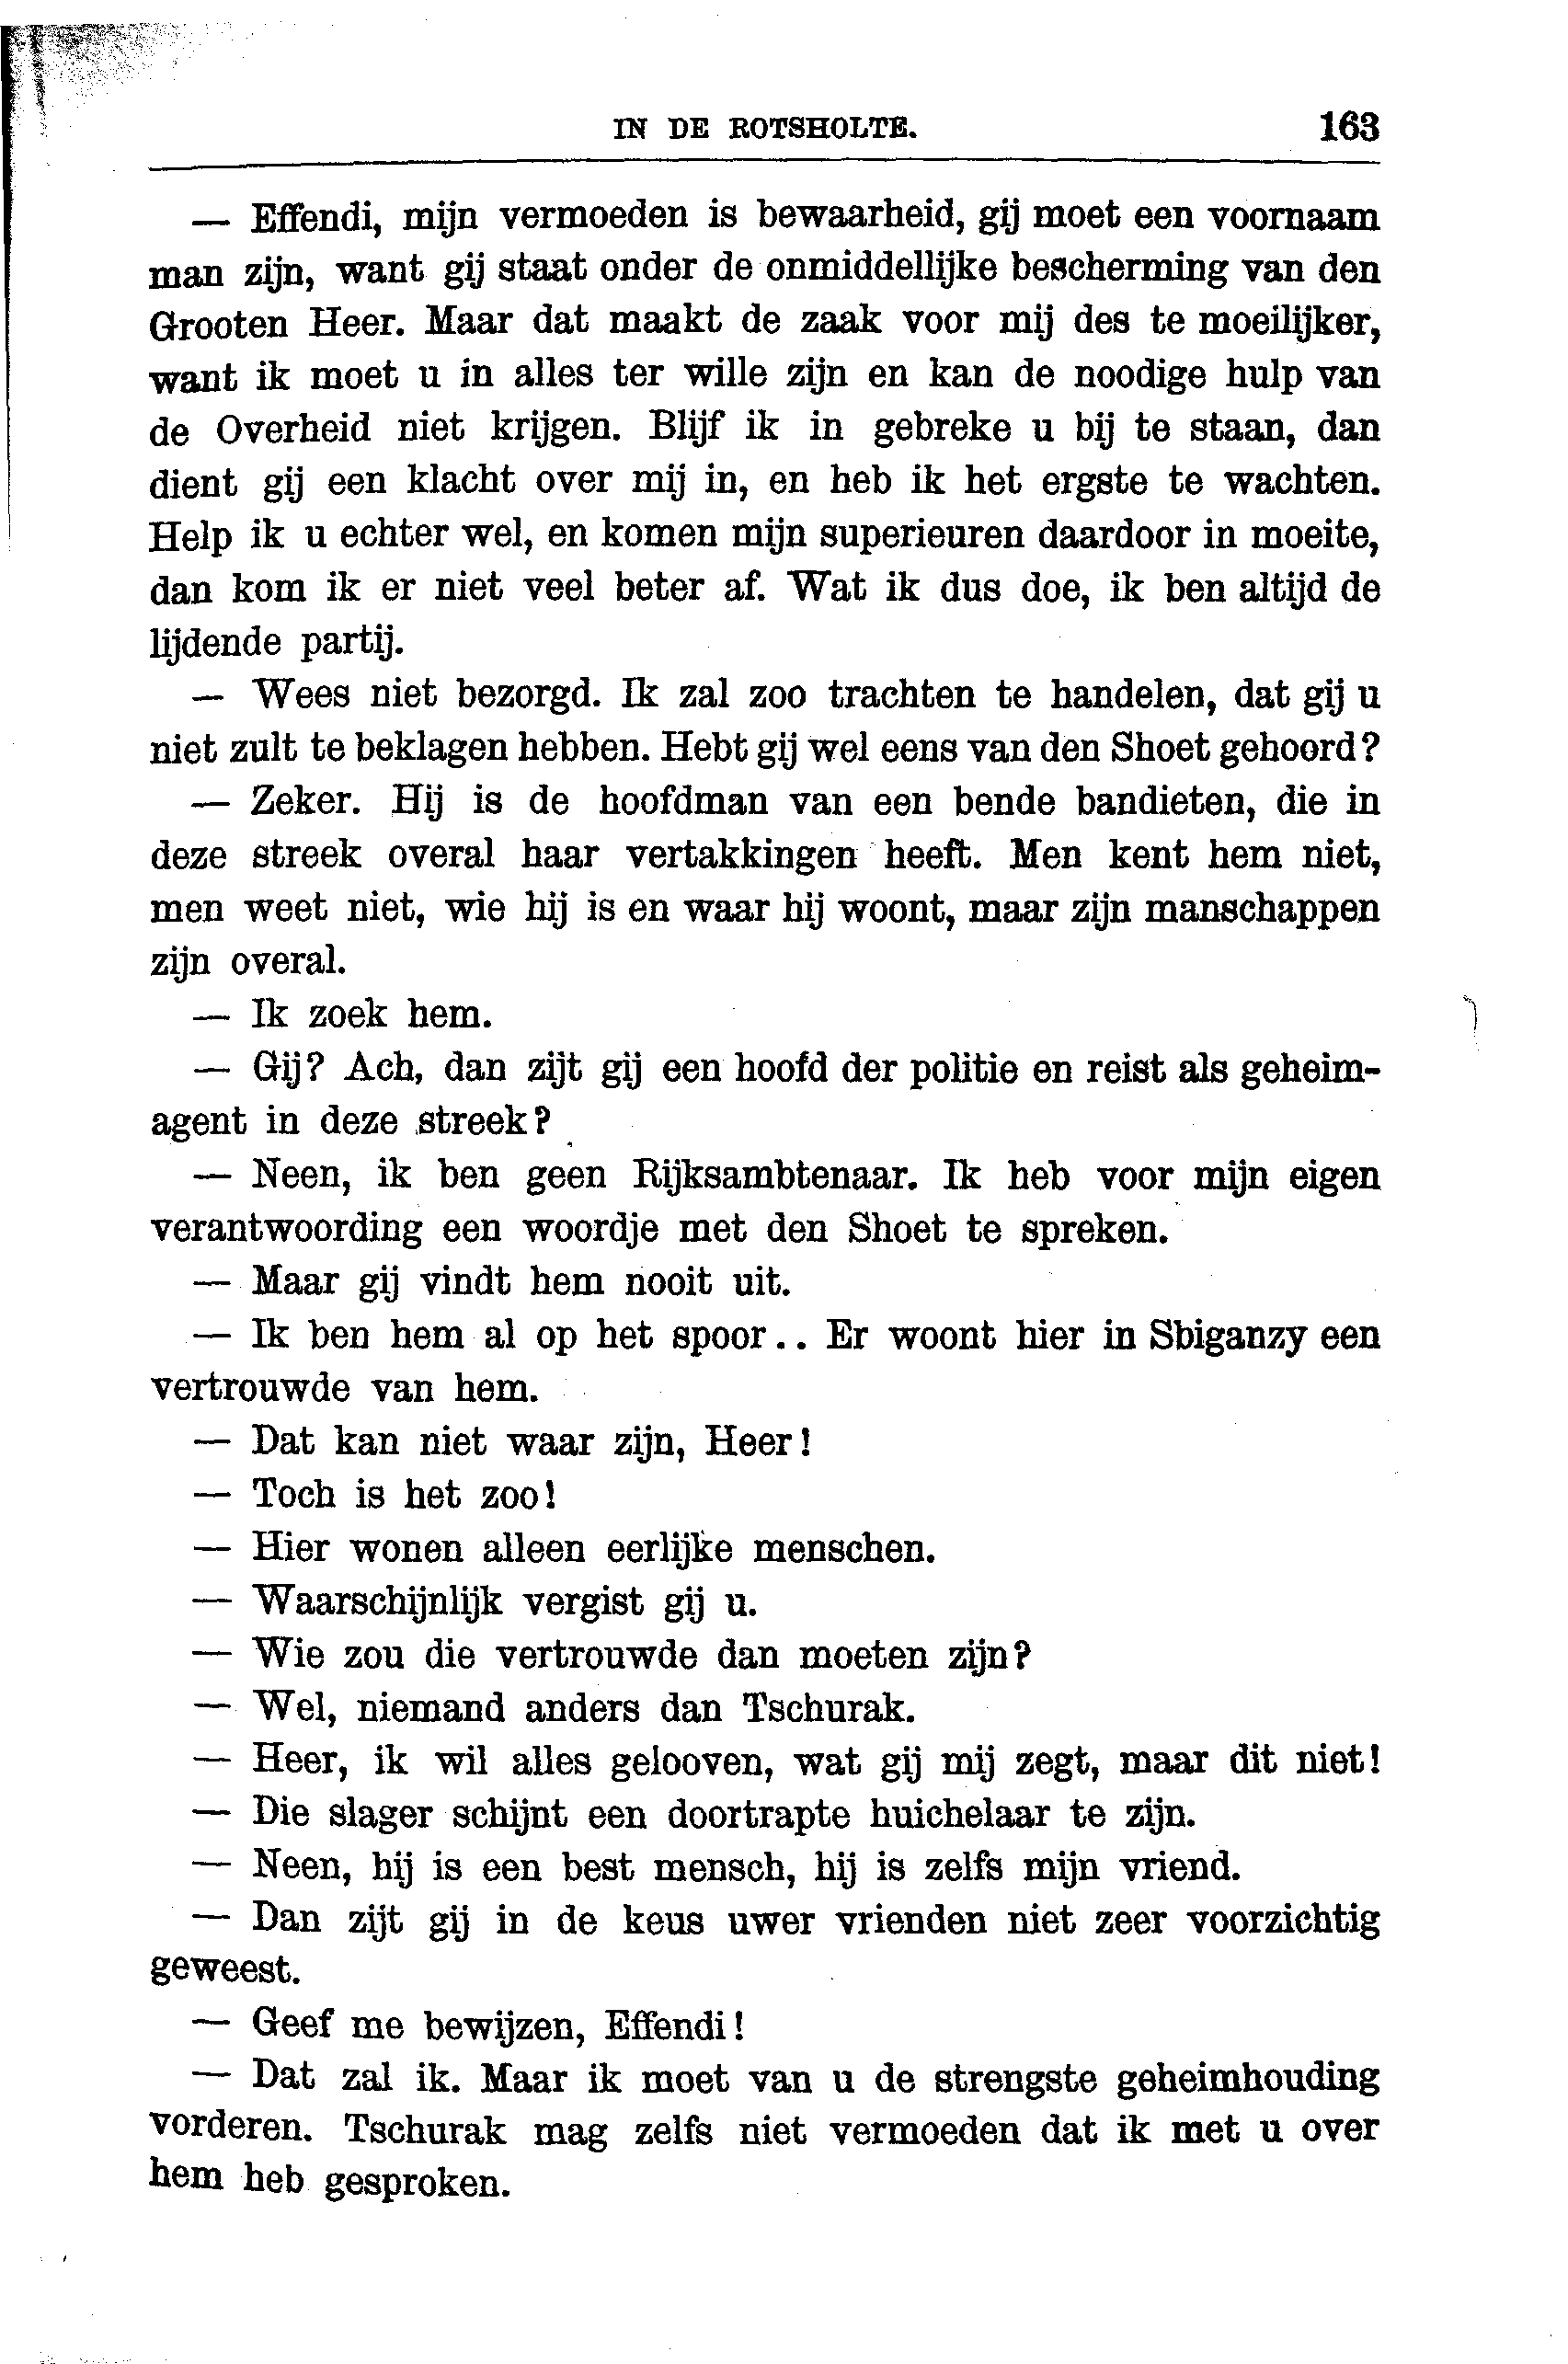 IN DE ROTSHOLTE. 163
— Effendi, mijn vermoeden is bewaarheid, gij moet een voornaam
man zijn, want gij staat onder de onmiddellijke bescherming van den
Grooten Heer. Maar dat maakt de zaak voor mij des te moeilijker,
want ik moet u in alles ter wille zijn en kan de noodige hulp van
de Overheid niet krijgen. Blijf ik in gebreke u bij te staan, dan
dient gij een klacht over mij in, en heb ik het ergste te wachten.
Help ik u echter wel, en komen mijn superieuren daardoor in moeite,
dan kom ik er niet veel beter af. Wat ik dus doe, ik ben altijd de
lijdende partij.
— Wees niet bezorgd. Ik zal zoo trachten te handelen, dat gij u
niet zult te beklagen hebben. Hebt gij wel eens van den Shoet gehoord?
— Zeker. Hij is de hoofdman van een bende bandieten, die in
deze streek overal haar vertakkingen heeft. Men kent hem niet,
men weet niet, wie hij is en waar hij woont, maar zijn manschappen
zijn overal.
— Ik zoek hem.
— Gij? Ach, dan zijt gij een hoofd der politie en reist als geheim-
agent in deze streek?
— Neen, ik ben geen Rijksambtenaar. Ik heb voor mijn eigen
verantwoording een woordje met den Shoet te spreken.
— Maar gij vindt hem nooit uit.
— Ik ben hem al op het spoor.. Er woont hier in Sbiganzy een
vertrouwde van hem.
— Dat kan niet waar zijn, Heer!
— Toch is het zoo!
— Hier wonen alleen eerlijke menschen.
— Waarschijnlijk vergist gij u.
— Wie zou die vertrouwde dan moeten zijn?
— Wel, niemand anders dan Tschurak.
— Heer, ik wil alles gelooven, wat gij mij zegt, maar dit niet!
— Die slager schijnt een doortrapte huichelaar te zijn.
— Neen, hij is een best mensch, hij is zelfs mijn vriend.
— Dan zijt gij in de keus uwer vrienden niet zeer voorzichtig
geweest.
— Geef me bewijzen, Effendi!
— Dat zal ik. Maar ik moet van u de strengste geheimhouding
vorderen. Tschurak mag zelfs niet vermoeden dat ik met u over
hem heb gesproken.